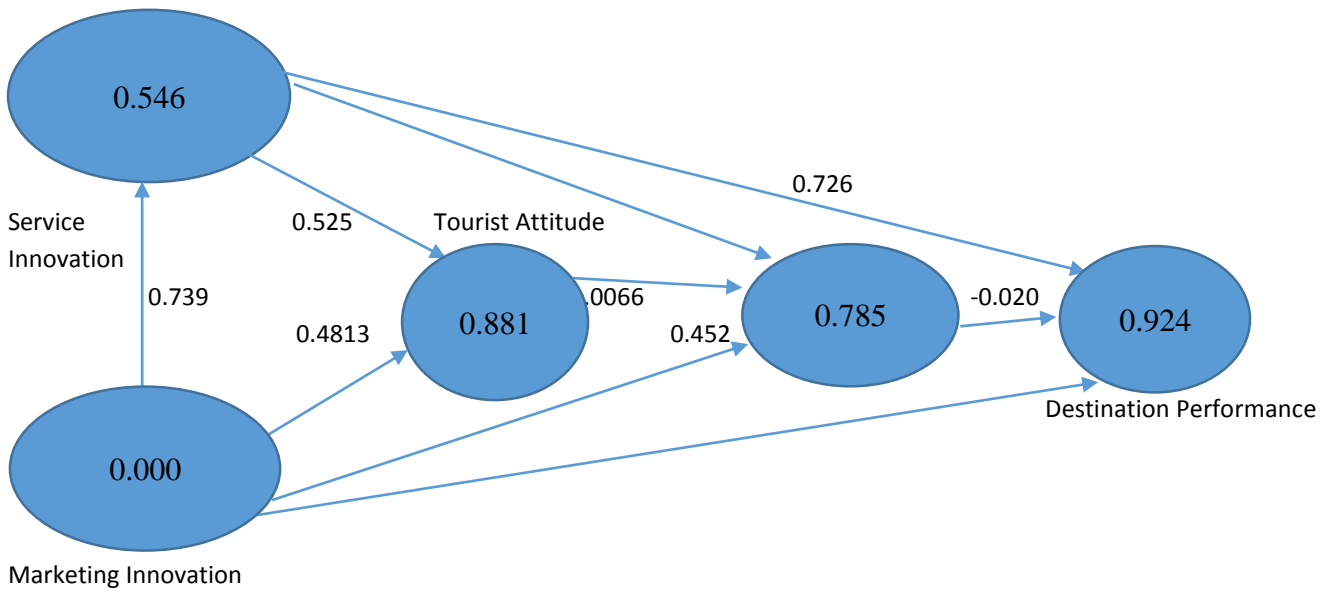 0.546
0.726
Service
Innovation
0.525
Tourist Attitude
0.739
.0066
-0.020
0.4813
0.881
0.452
0.785
0.924
Destination Performance
0.000
Marketing Innovation